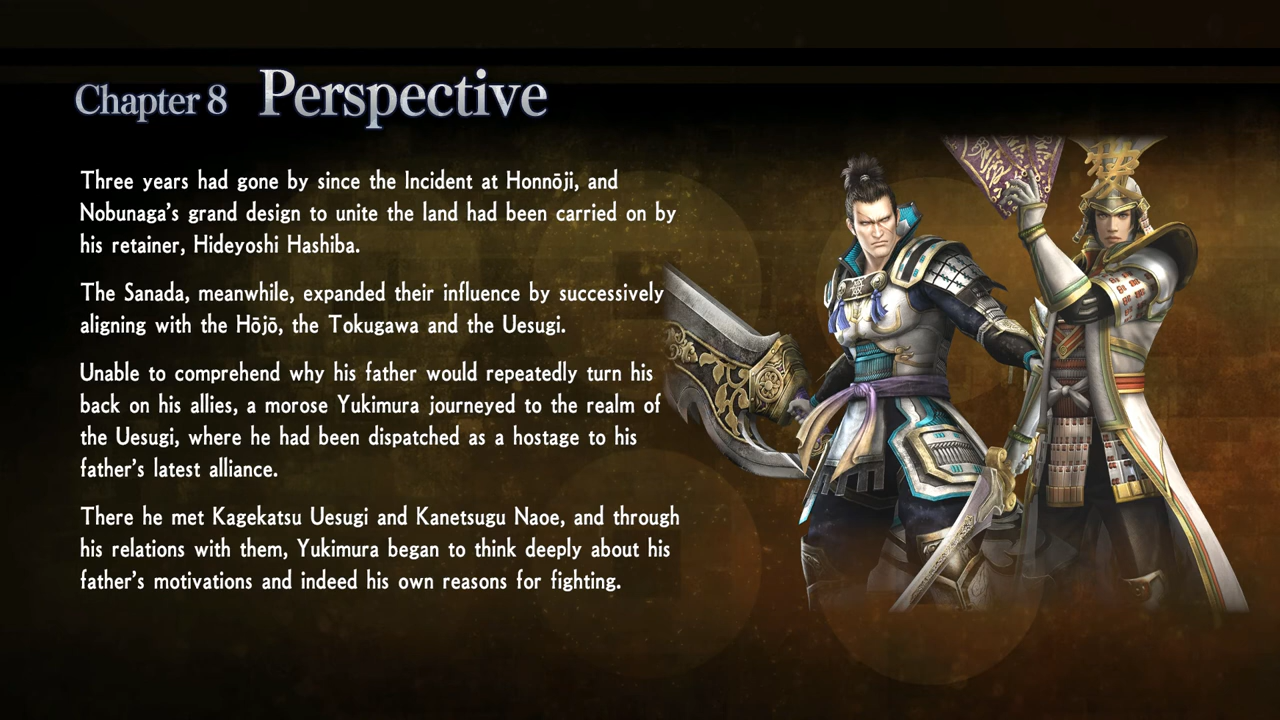 Chapter 8 Perspective
Three years had gone by since the Incident at Honnōji, and
Nobunaga's grand design to unite the land had been carried on by
his retainer, Hideyoshi Hashiba.
The Sanada, meanwhile, expanded their influence by successively
aligning with the Hōjō, the Tokugawa and the Uesugi.
Unable to comprehend why his father would repeatedly turn his
back on his allies, a morose Yukimura journeyed to the realm of
the Uesugi, where he had been dispatched as a hostage to his
father's latest alliance.
There he met Kagekatsu Uesugi and Kanetsugu Naoe, and through
his relations with them, Yukimura began to think deeply about his
father's motivations and indeed his own reasons for fighting.
愛